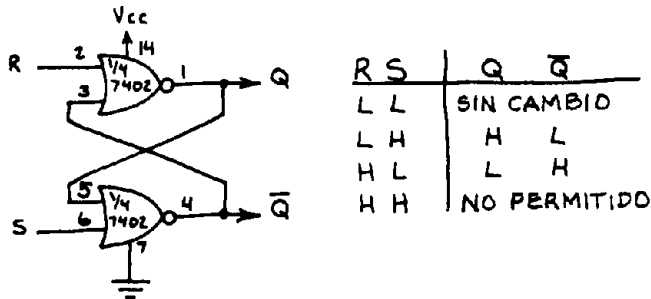 Vcc
14
R 2 1/4 7402 1 Q
3
5
S 6 1/4 7402 4 Q̅
7
R S Q Q̅
L L SIN CAMBIO
L H H L
H L L H
H H NO PERMITIDO